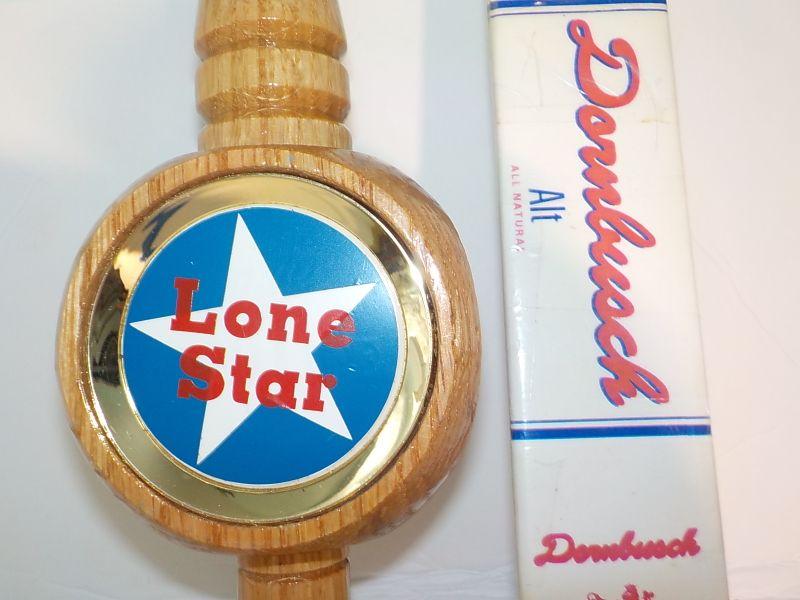 Lone
Star
Dornbusch
Alt
ALL NATURAL
Dornbusch